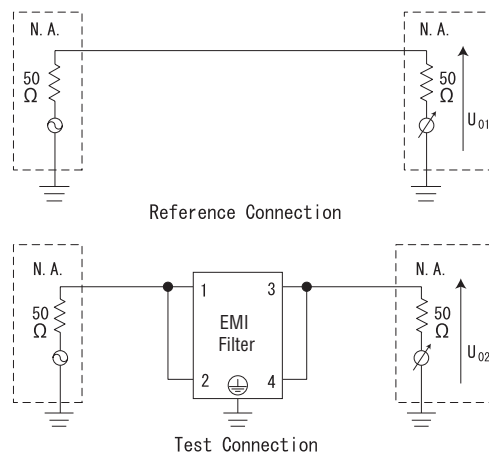 N. A.
N. A.
50
Ω
50
Ω
U01
Reference Connection
N. A.
N. A.
1
3
50
Ω
EMI
Filter
50
Ω
2
4
U02
Test Connection